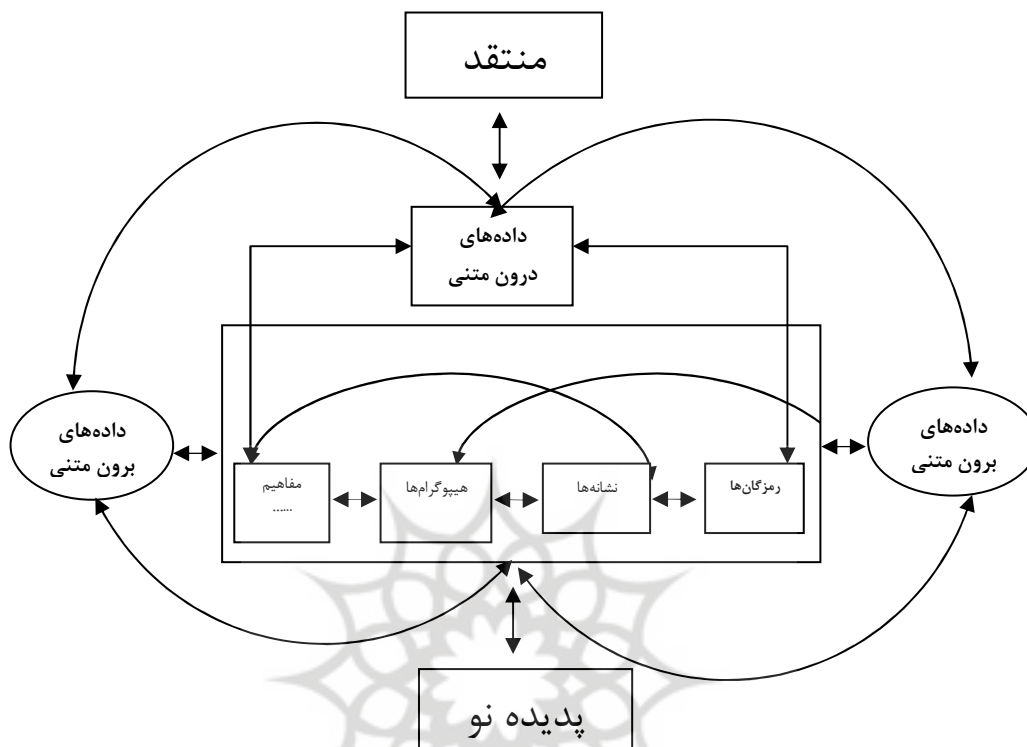 منتقد
داده‌های
درون متنی
داده‌های
برون متنی
داده‌های
برون متنی
رمزگان‌ها
نشانه‌ها
هیپوگرام‌ها
مفاهیم
......
پدیده نو